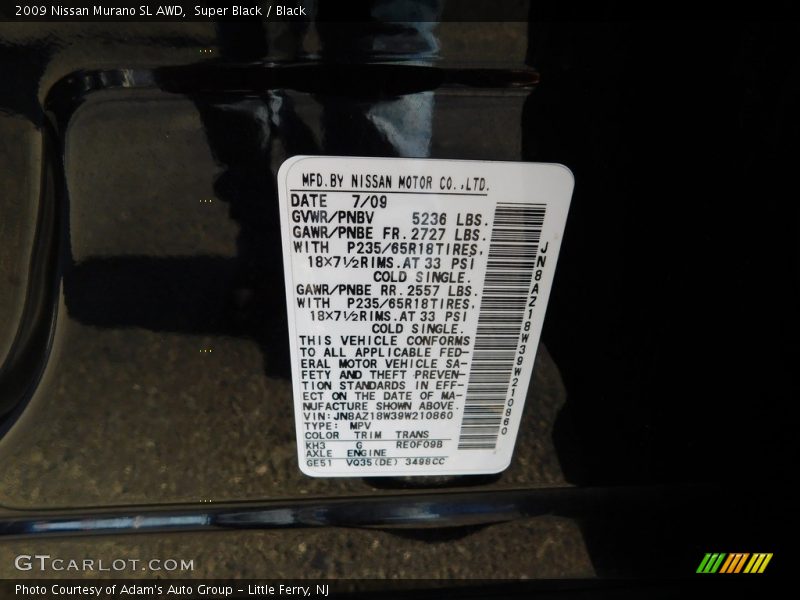 2009 Nissan Murano SL AWD,  Super Black / Black
MFD.BY NISSAN MOTOR CO.,LTD.
DATE 7/09
GVWR/PNBV 5236 LBS.
GAWR/PNBE FR. 2727 LBS.
WITH P235/65R18TIRES,
18×7½RIMS.AT 33 PSI
COLD SINGLE.
GAWR/PNBE RR. 2557 LBS.
WITH P235/65R18TIRES,
18×7½RIMS.AT 33 PSI
COLD SINGLE.
THIS VEHICLE CONFORMS
TO ALL APPLICABLE FED-
ERAL MOTOR VEHICLE SA-
FETY AND THEFT PREVEN-
TION STANDARDS IN EFF-
ECT ON THE DATE OF MA-
NUFACTURE SHOWN ABOVE.
VIN:JN8AZ18W39W210860
TYPE: MPV
COLOR TRIM TRANS
KH3 G RE0F09B
AXLE ENGINE
GE51 VQ35(DE) 3498CC
JN8AZ18W39W210860
GTCARLOT.COM
Photo Courtesy of Adam's Auto Group - Little Ferry, NJ